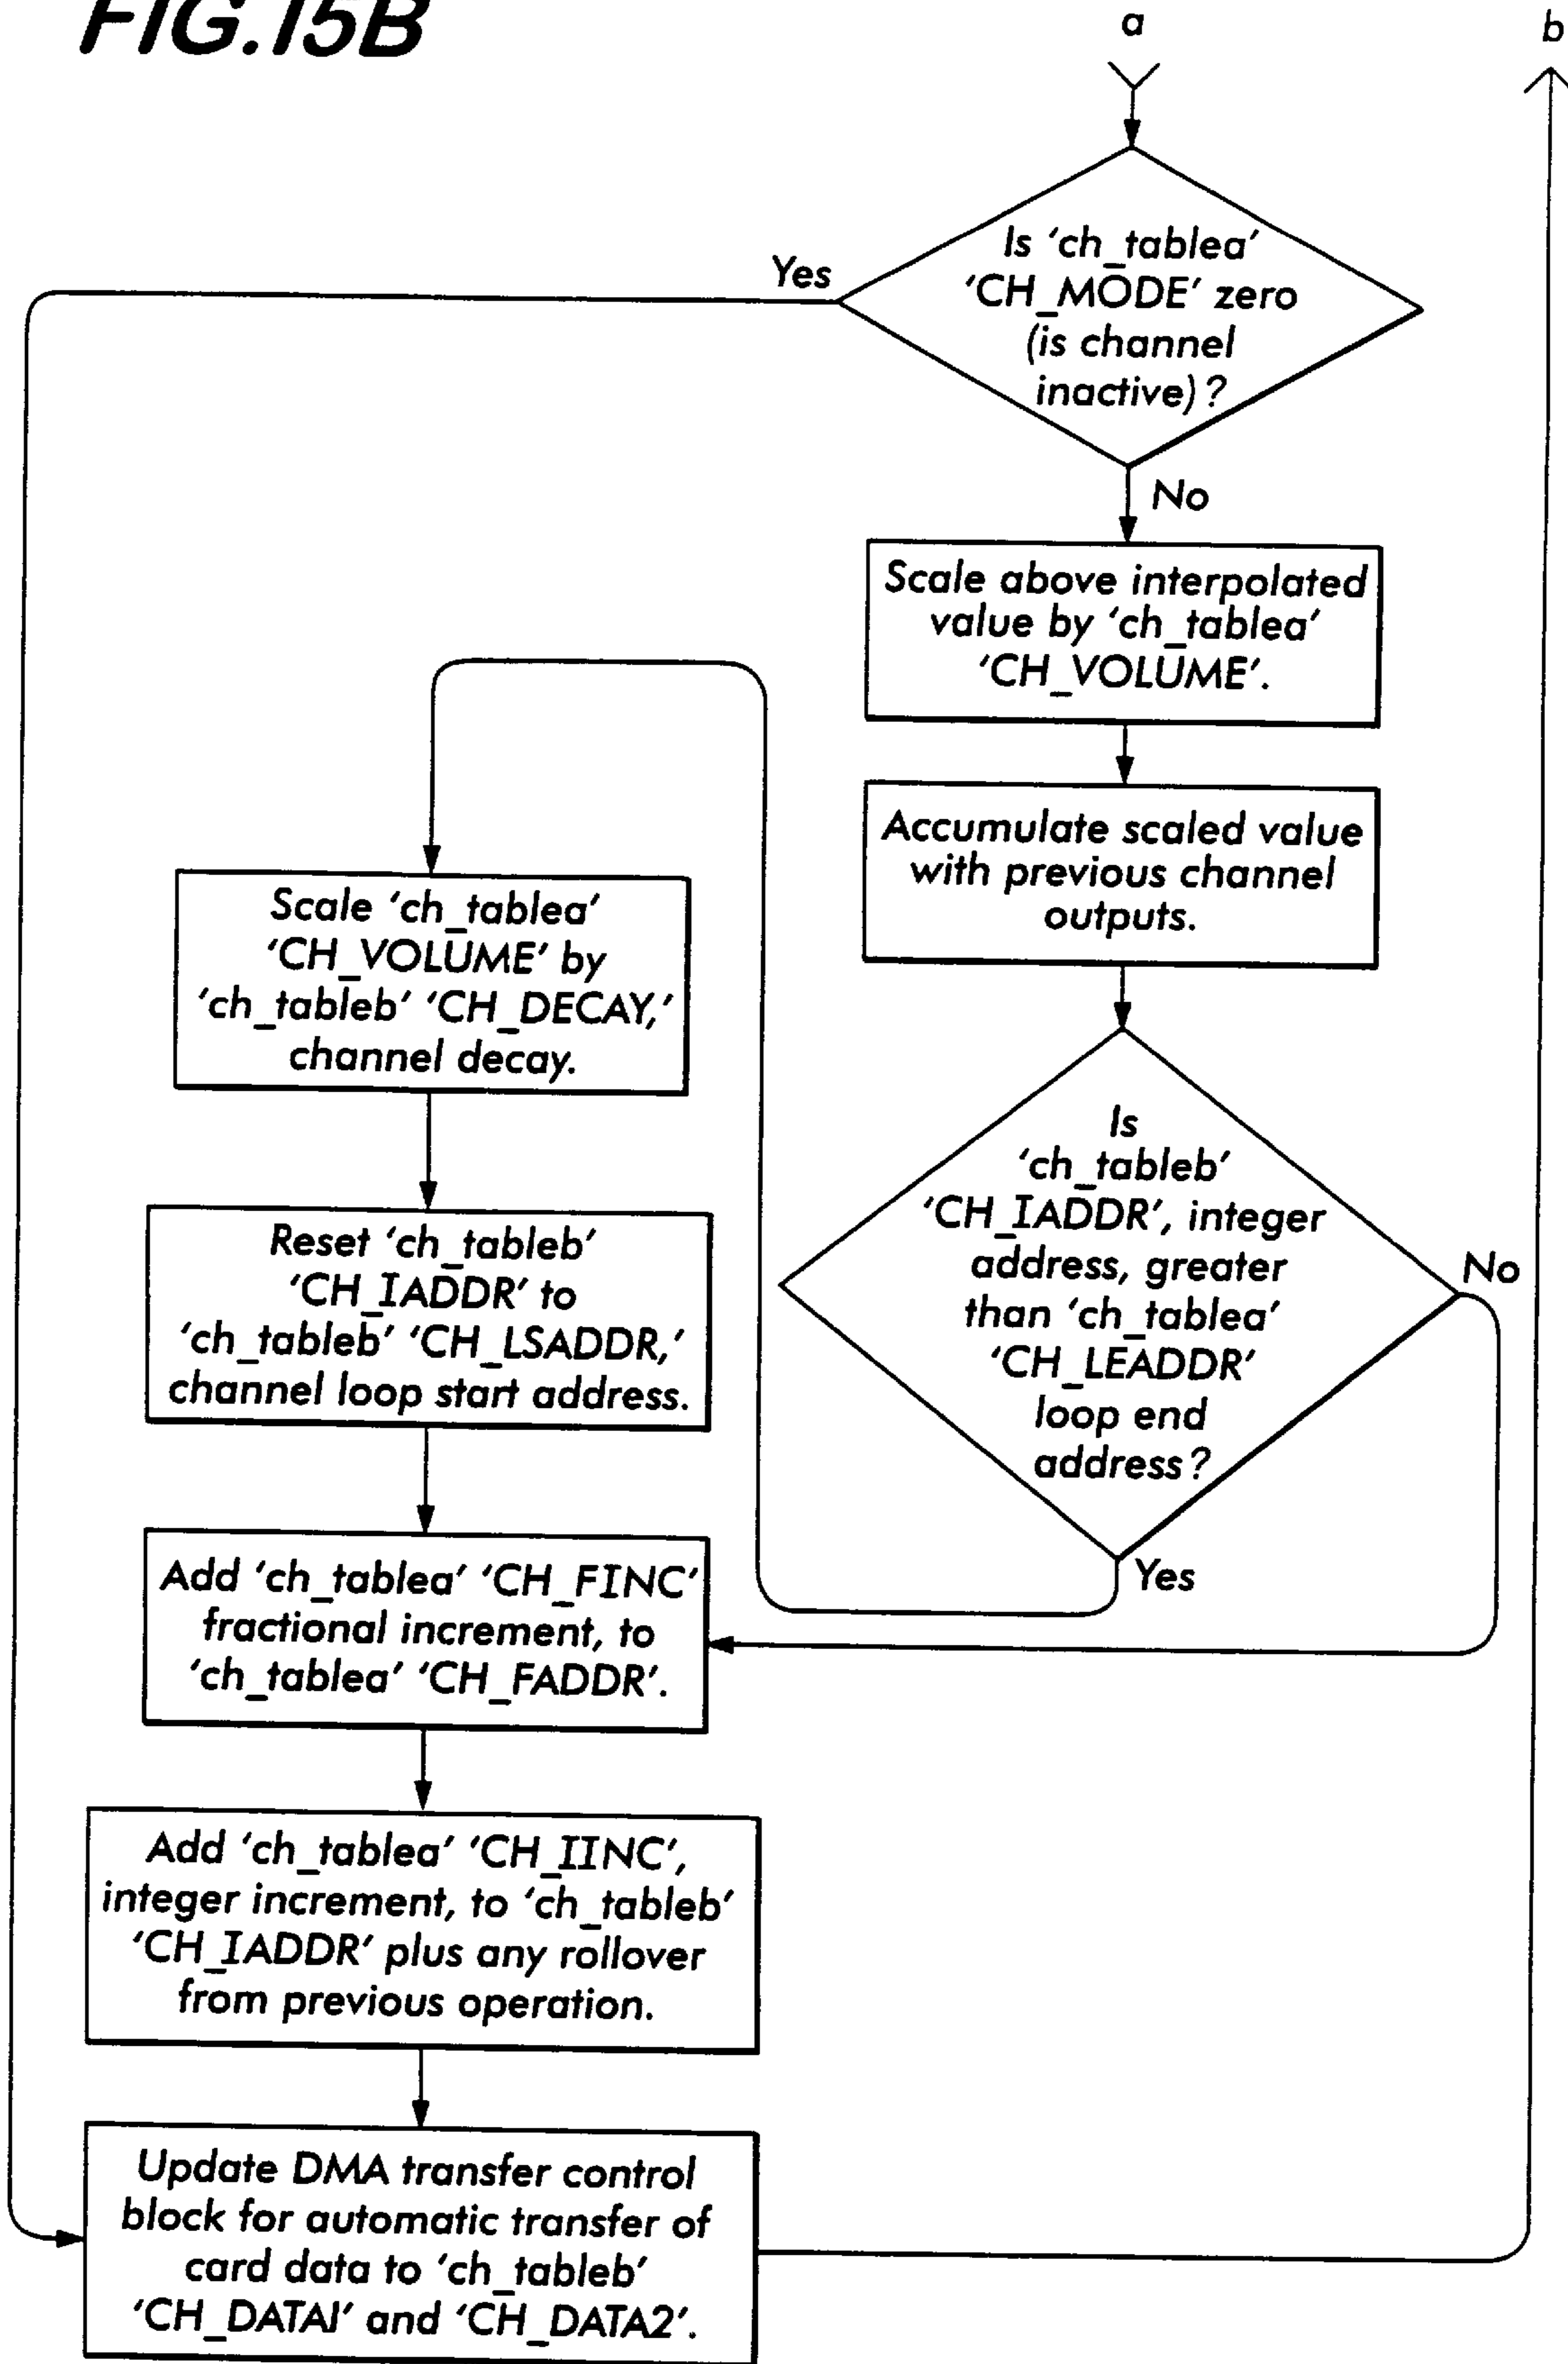 FIG.15B
a
b
Is ‘ch_tablea’
‘CH_MODE’ zero
(is channel
inactive)?
Yes
No
Scale above interpolated
value by ‘ch_tablea’
‘CH_VOLUME’.
Accumulate scaled value
with previous channel
outputs.
Is
‘ch_tableb’
‘CH_IADDR’, integer
address, greater
than ‘ch_tablea’
‘CH_LEADDR’
loop end
address?
No
Yes
Scale ‘ch_tablea’
‘CH_VOLUME’ by
‘ch_tableb’ ‘CH_DECAY,’
channel decay.
Reset ‘ch_tableb’
‘CH_IADDR’ to
‘ch_tableb’ ‘CH_LSADDR,’
channel loop start address.
Add ‘ch_tablea’ ‘CH_FINC’
fractional increment, to
‘ch_tablea’ ‘CH_FADDR’.
Add ‘ch_tablea’ ‘CH_IINC’,
integer increment, to ‘ch_tableb’
‘CH_IADDR’ plus any rollover
from previous operation.
Update DMA transfer control
block for automatic transfer of
card data to ‘ch_tableb’
‘CH_DATA1’ and ‘CH_DATA2’.